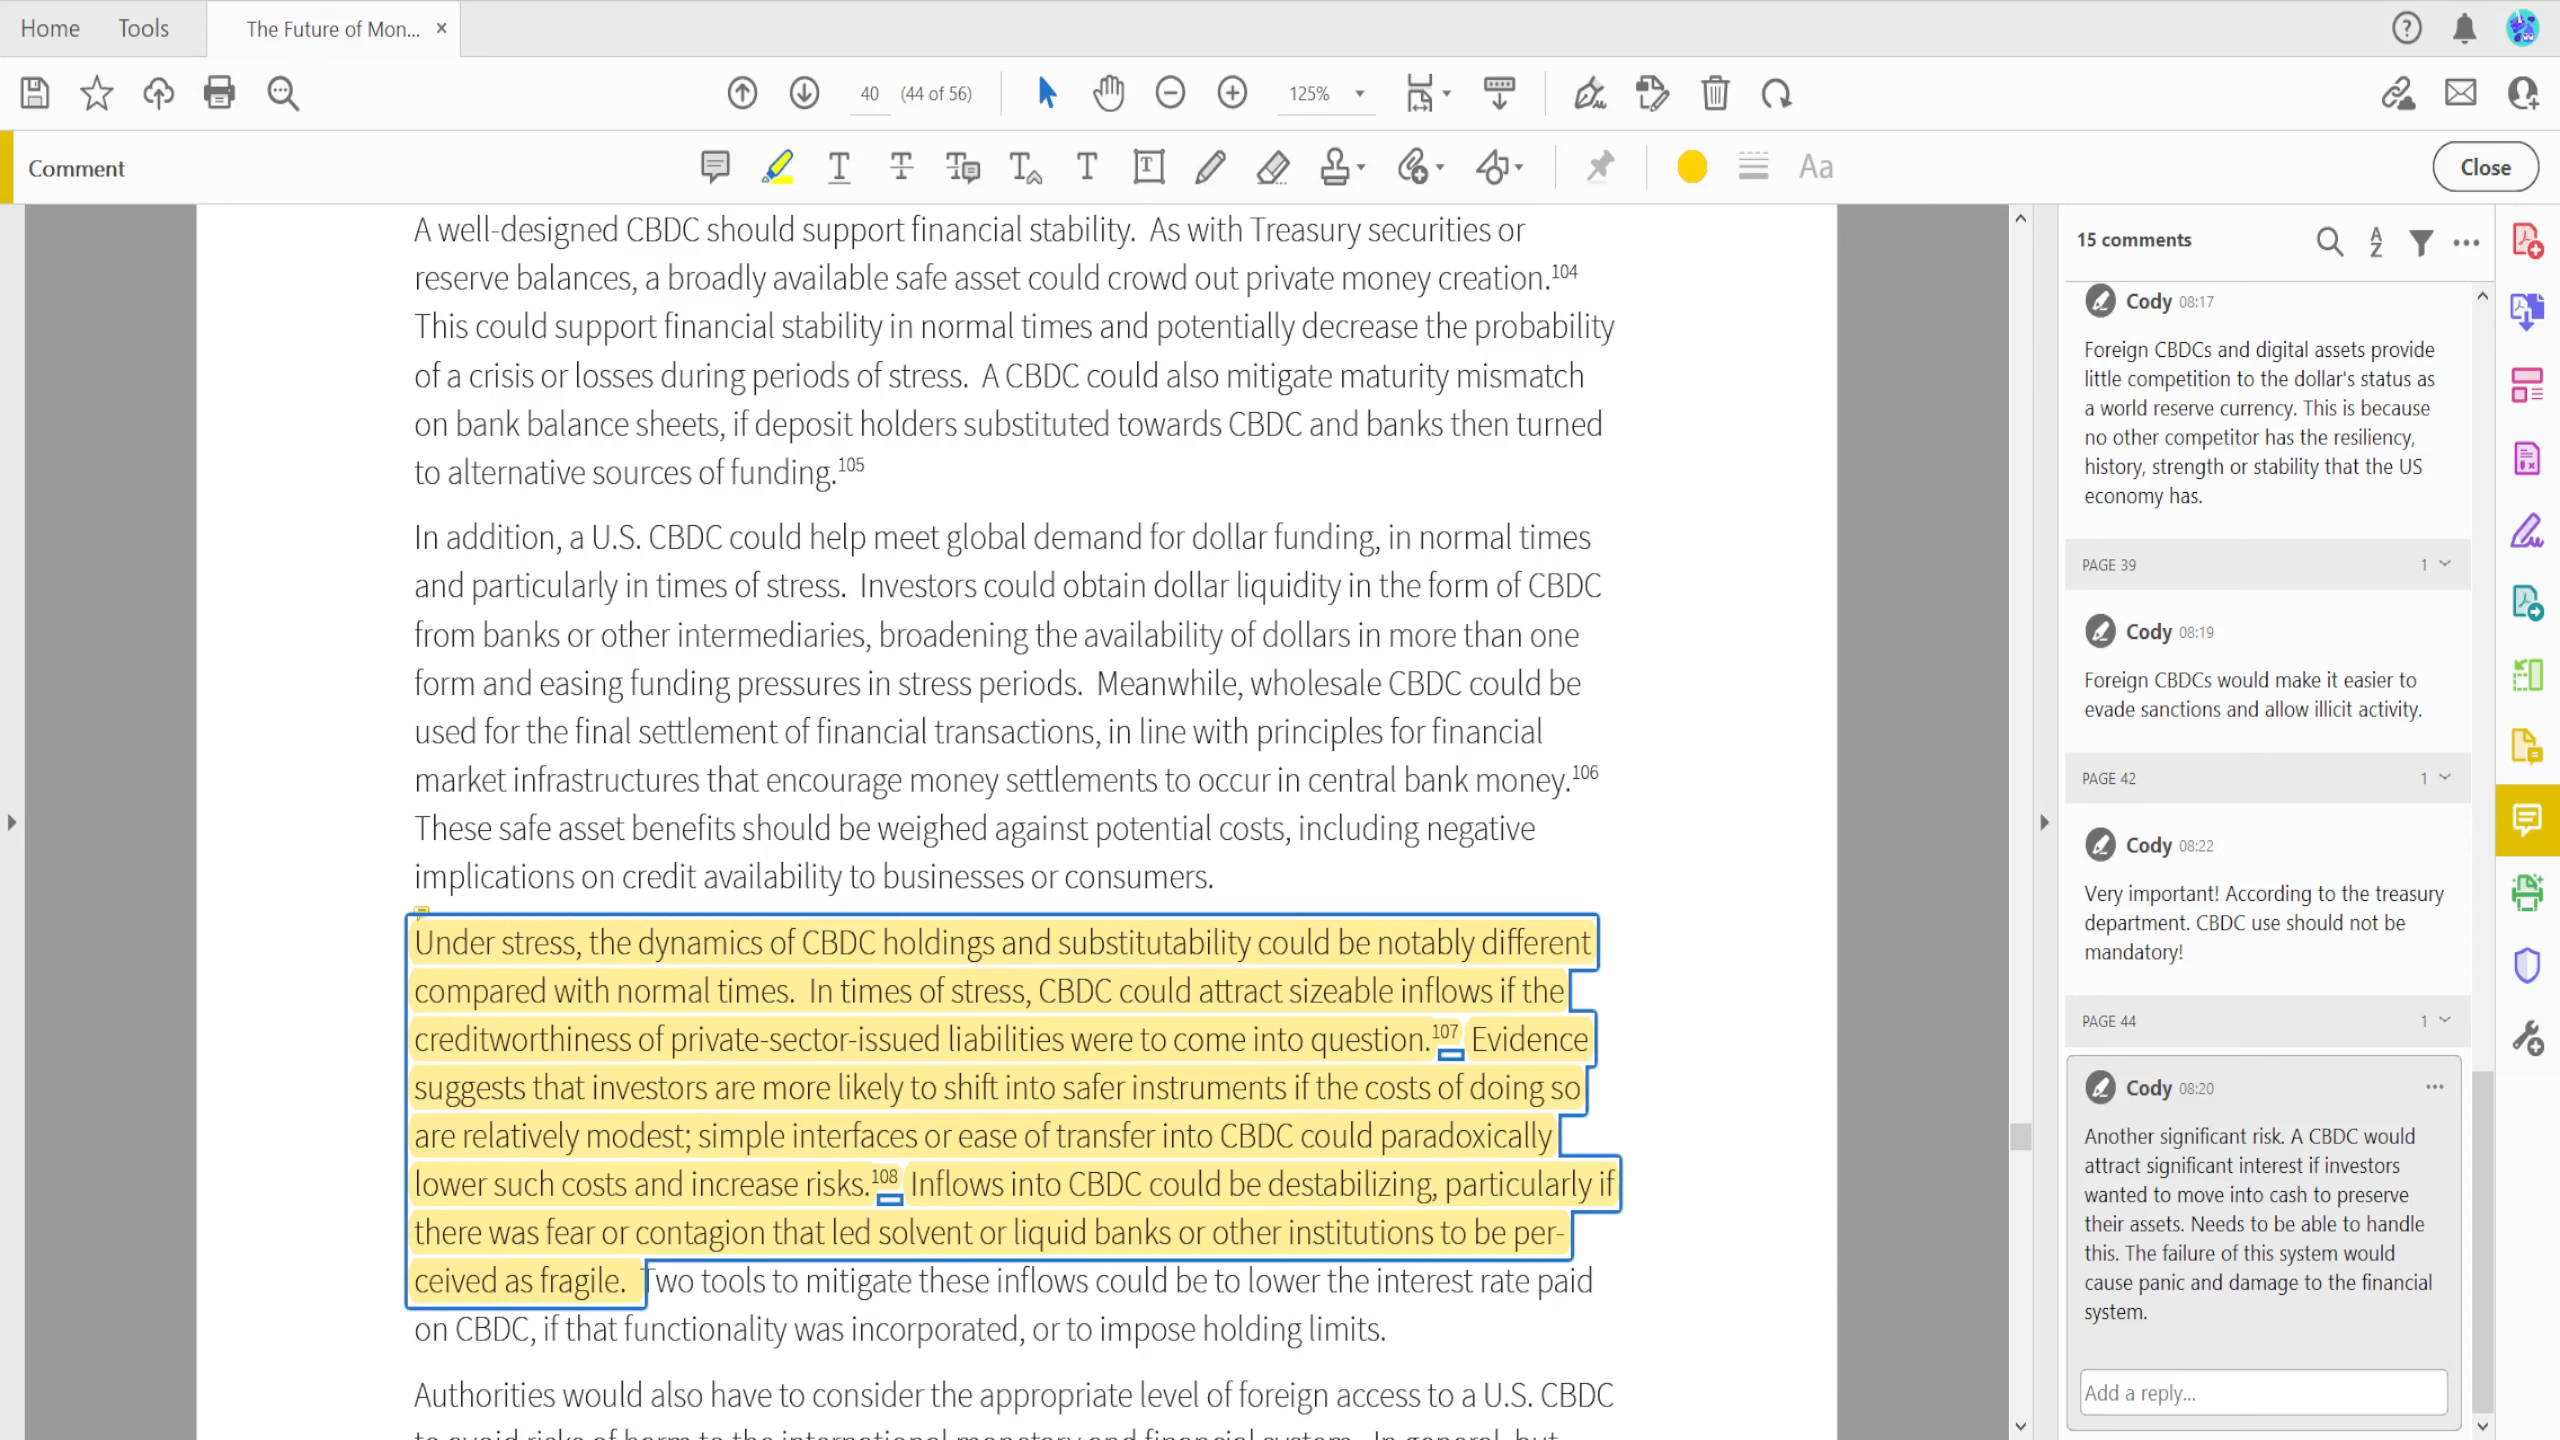 Home
Tools
The Future of Mon...
40
(44 of 56)
125%
Comment
Aa
Close
A well-designed CBDC should support financial stability.  As with Treasury securities or
reserve balances, a broadly available safe asset could crowd out private money creation.104
This could support financial stability in normal times and potentially decrease the probability
of a crisis or losses during periods of stress.  A CBDC could also mitigate maturity mismatch
on bank balance sheets, if deposit holders substituted towards CBDC and banks then turned
to alternative sources of funding.105
In addition, a U.S. CBDC could help meet global demand for dollar funding, in normal times
and particularly in times of stress.  Investors could obtain dollar liquidity in the form of CBDC
from banks or other intermediaries, broadening the availability of dollars in more than one
form and easing funding pressures in stress periods.  Meanwhile, wholesale CBDC could be
used for the final settlement of financial transactions, in line with principles for financial
market infrastructures that encourage money settlements to occur in central bank money.106
These safe asset benefits should be weighed against potential costs, including negative
implications on credit availability to businesses or consumers.
Under stress, the dynamics of CBDC holdings and substitutability could be notably different
compared with normal times.  In times of stress, CBDC could attract sizeable inflows if the
creditworthiness of private-sector-issued liabilities were to come into question.107 Evidence
suggests that investors are more likely to shift into safer instruments if the costs of doing so
are relatively modest; simple interfaces or ease of transfer into CBDC could paradoxically
lower such costs and increase risks.108 Inflows into CBDC could be destabilizing, particularly if
there was fear or contagion that led solvent or liquid banks or other institutions to be per-
ceived as fragile.  Two tools to mitigate these inflows could be to lower the interest rate paid
on CBDC, if that functionality was incorporated, or to impose holding limits.
Authorities would also have to consider the appropriate level of foreign access to a U.S. CBDC
to avoid risks of harm to the international monetary and financial system.  In general, but
15 comments
Cody 08:17
Foreign CBDCs and digital assets provide
little competition to the dollar's status as
a world reserve currency. This is because
no other competitor has the resiliency,
history, strength or stability that the US
economy has.
PAGE 39
1
Cody 08:19
Foreign CBDCs would make it easier to
evade sanctions and allow illicit activity.
PAGE 42
1
Cody 08:22
Very important! According to the treasury
department. CBDC use should not be
mandatory!
PAGE 44
1
Cody 08:20
Another significant risk. A CBDC would
attract significant interest if investors
wanted to move into cash to preserve
their assets. Needs to be able to handle
this. The failure of this system would
cause panic and damage to the financial
system.
Add a reply...